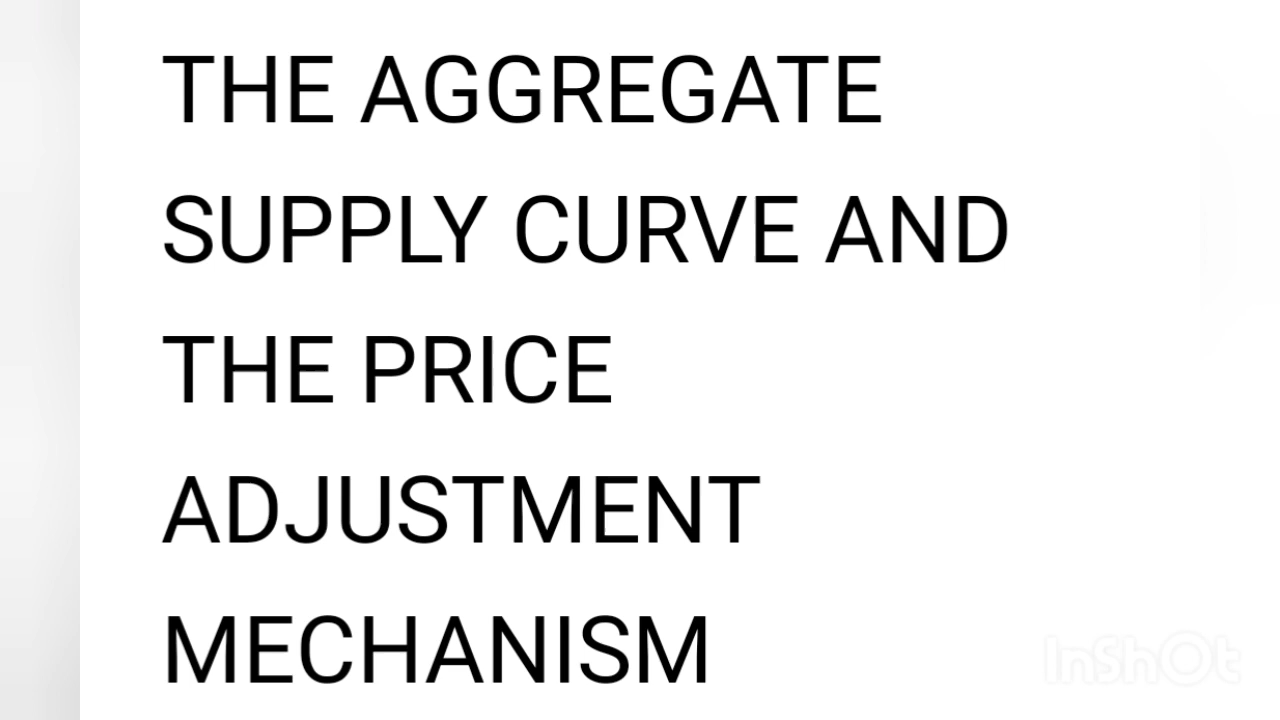 THE AGGREGATE
SUPPLY CURVE AND
THE PRICE
ADJUSTMENT
MECHANISM
InShOt